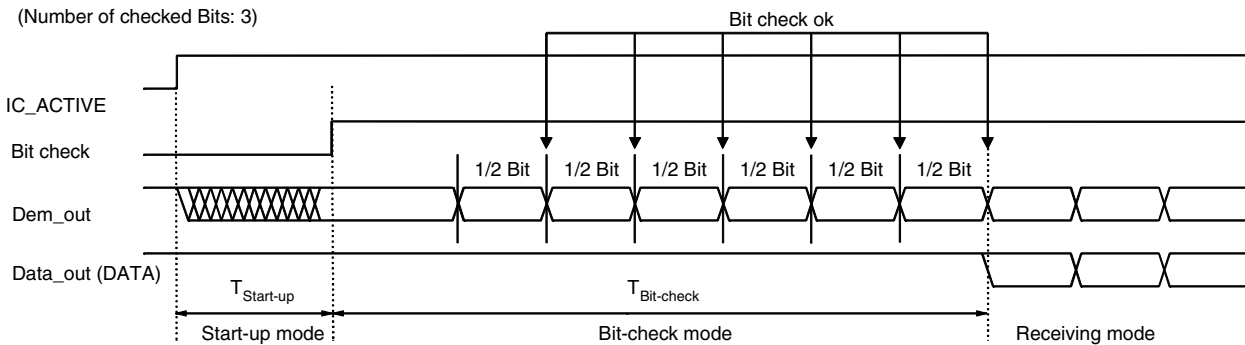 (Number of checked Bits: 3)
Bit check ok
IC_ACTIVE
Bit check
1/2 Bit 1/2 Bit 1/2 Bit 1/2 Bit 1/2 Bit 1/2 Bit
Dem_out
Data_out (DATA)
TStart-up TBit-check
Start-up mode Bit-check mode Receiving mode